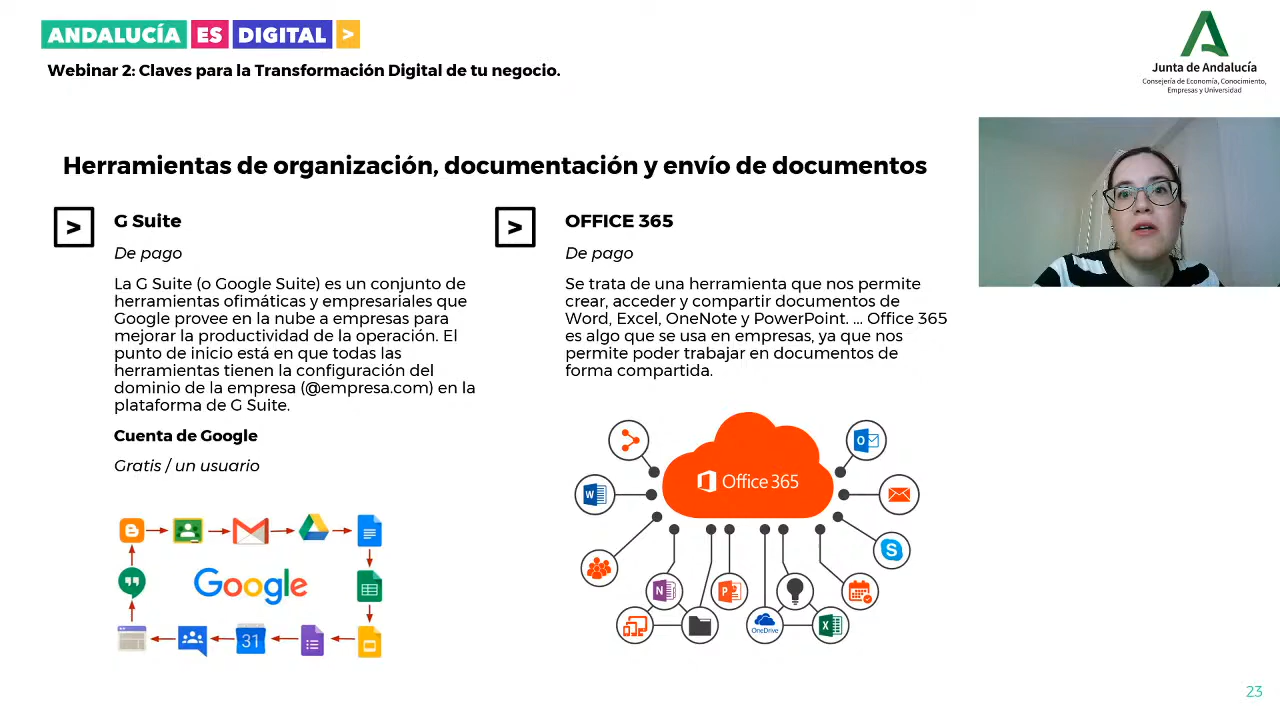 ANDALUCÍA ES DIGITAL >
Webinar 2: Claves para la Transformación Digital de tu negocio.
Junta de Andalucía
Consejería de Economía, Conocimiento,
Empresas y Universidad
Herramientas de organización, documentación y envío de documentos
>
G Suite
De pago
La G Suite (o Google Suite) es un conjunto de
herramientas ofimáticas y empresariales que
Google provee en la nube a empresas para
mejorar la productividad de la operación. El
punto de inicio está en que todas las
herramientas tienen la configuración del
dominio de la empresa (@empresa.com) en la
plataforma de G Suite.
Cuenta de Google
Gratis / un usuario
Google
31
>
OFFICE 365
De pago
Se trata de una herramienta que nos permite
crear, acceder y compartir documentos de
Word, Excel, OneNote y PowerPoint. ... Office 365
es algo que se usa en empresas, ya que nos
permite poder trabajar en documentos de
forma compartida.
Office 365
O
W
S
N
P
OneDrive
X
23